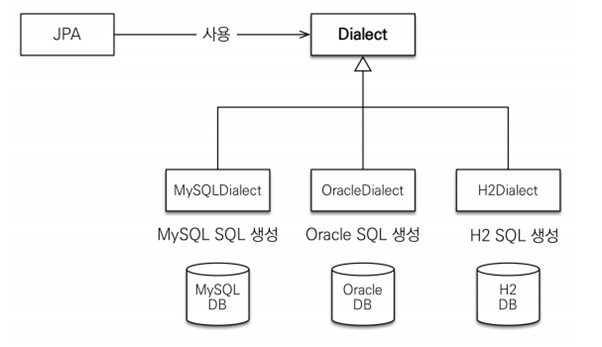 JPA
사용
Dialect
MySQLDialect
OracleDialect
H2Dialect
MySQL SQL 생성
Oracle SQL 생성
H2 SQL 생성
MySQL
DB
Oracle
DB
H2
DB